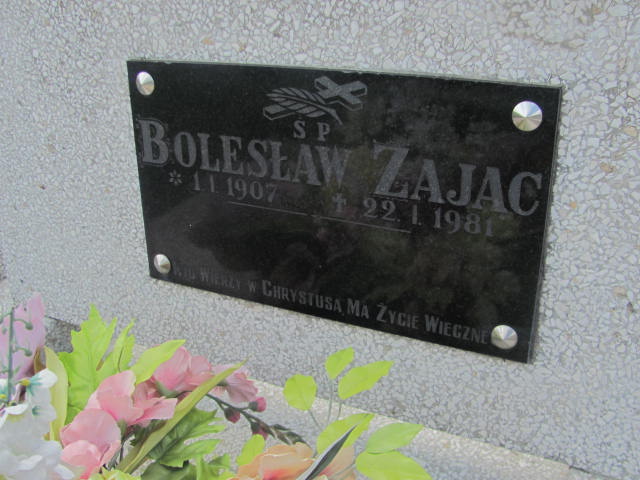 Ś P
BOLESŁAW ZAJĄC
* 1.I.1907 ✝ 22.I.1981
KTO WIERZY W CHRYSTUSA, MA ŻYCIE WIECZNE